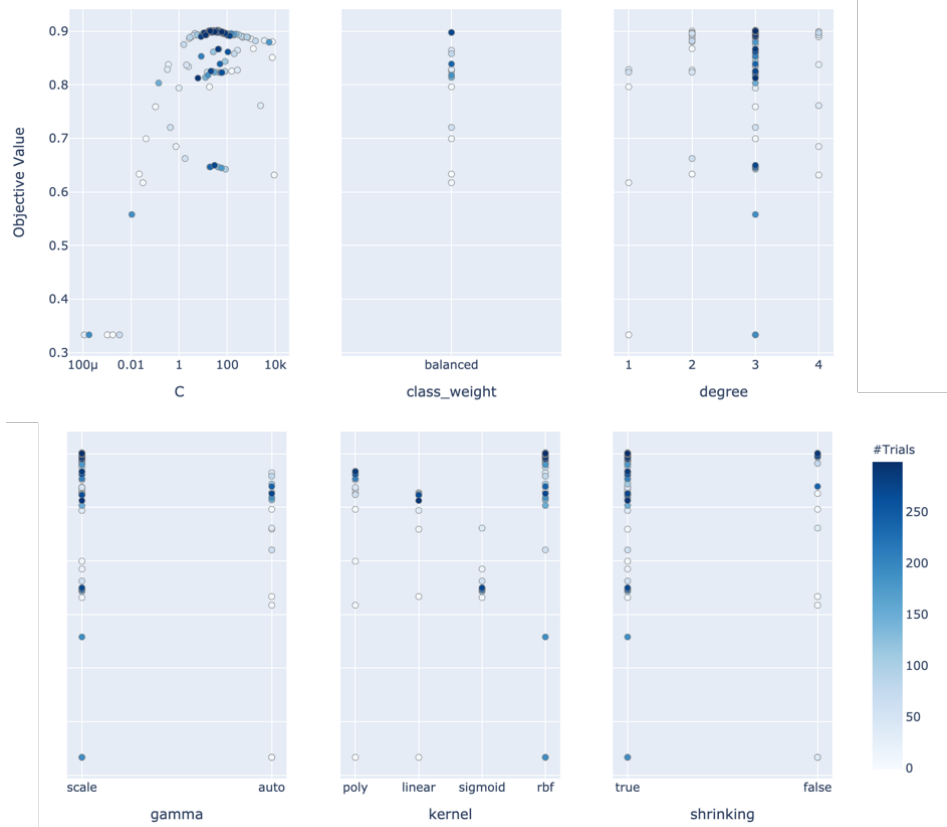 0.9
0.8
0.7
0.6
0.5
0.4
0.3
Objective Value
100μ 0.01 1 100 10k
C
balanced
class_weight
1 2 3 4
degree
scale auto
gamma
poly linear sigmoid rbf
kernel
true false
shrinking
#Trials
250
200
150
100
50
0